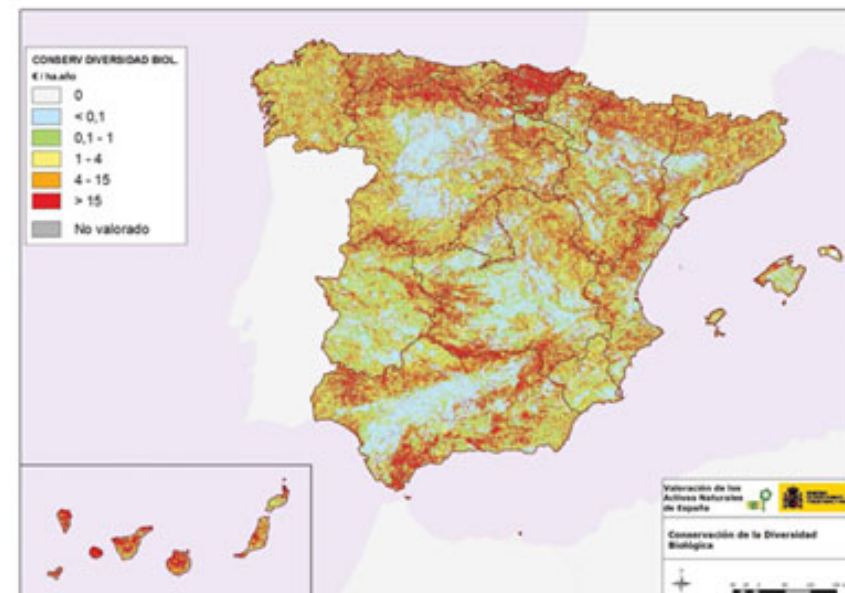 CONSERV DIVERSIDAD BIOL.
€ / ha.año
0
< 0,1
0,1 - 1
1 - 4
4 - 15
> 15
No valorado
Valoración de los
Activos Naturales
de España
Conservación de la Diversidad
Biológica